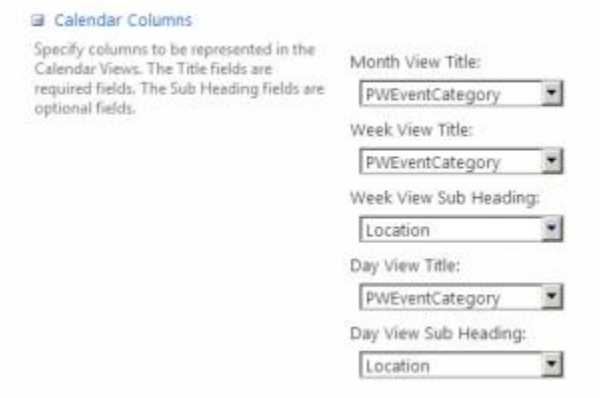 Calendar Columns
Specify columns to be represented in the
Calendar Views. The Title fields are
required fields. The Sub Heading fields are
optional fields.
Month View Title:
PWEventCategory
Week View Title:
PWEventCategory
Week View Sub Heading:
Location
Day View Title:
PWEventCategory
Day View Sub Heading:
Location